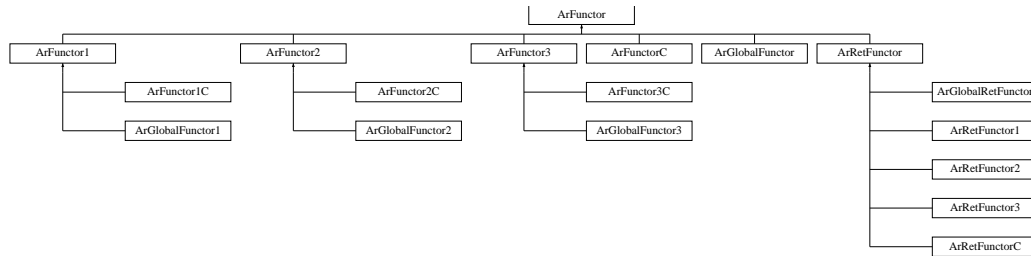 ArFunctor
ArFunctor1 ArFunctor2 ArFunctor3 ArFunctorC ArGlobalFunctor ArRetFunctor
ArFunctor1C ArFunctor2C ArFunctor3C ArGlobalRetFunctor
ArGlobalFunctor1 ArGlobalFunctor2 ArGlobalFunctor3 ArRetFunctor1
ArRetFunctor2
ArRetFunctor3
ArRetFunctorC